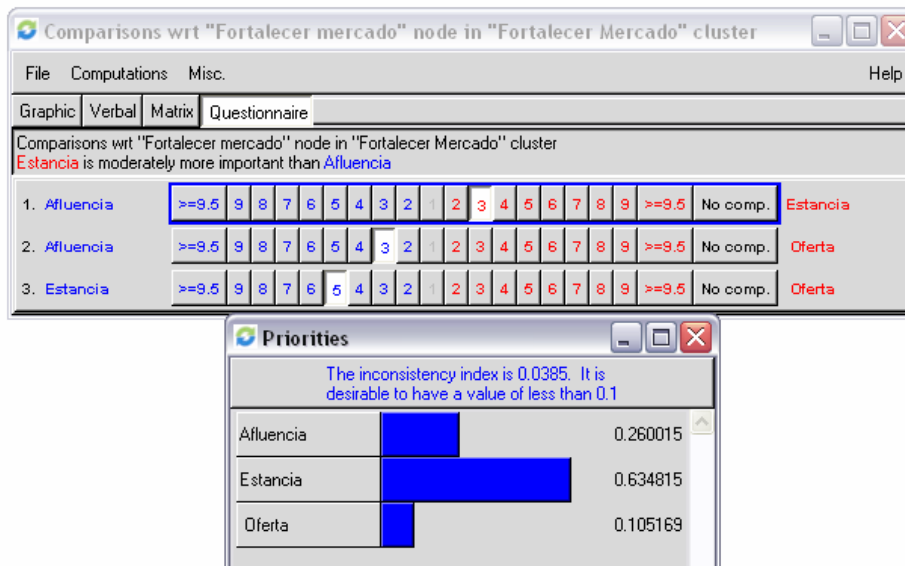 Comparisons wrt "Fortalecer mercado" node in "Fortalecer Mercado" cluster
File Computations Misc. Help
Graphic Verbal Matrix Questionnaire
Comparisons wrt "Fortalecer mercado" node in "Fortalecer Mercado" cluster
Estancia is moderately more important than Afluencia
1. Afluencia >=9.5 9 8 7 6 5 4 3 2 1 2 3 4 5 6 7 8 9 >=9.5 No comp. Estancia
2. Afluencia >=9.5 9 8 7 6 5 4 3 2 1 2 3 4 5 6 7 8 9 >=9.5 No comp. Oferta
3. Estancia >=9.5 9 8 7 6 5 4 3 2 1 2 3 4 5 6 7 8 9 >=9.5 No comp. Oferta
Priorities
The inconsistency index is 0.0385. It is
desirable to have a value of less than 0.1
Afluencia 0.260015
Estancia 0.634815
Oferta 0.105169